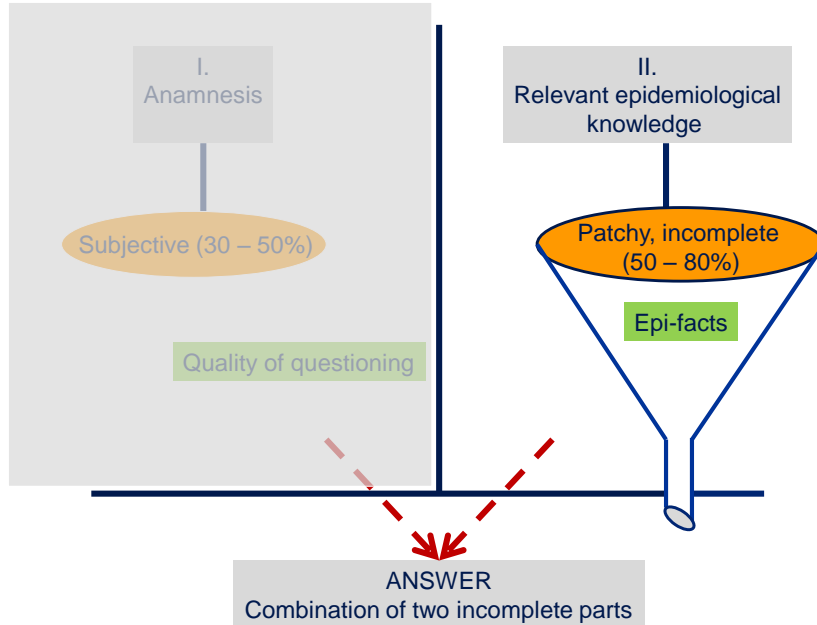 I.
Anamnesis
Subjective (30 – 50%)
Quality of questioning
II.
Relevant epidemiological
knowledge
Patchy, incomplete
(50 – 80%)
Epi-facts
ANSWER
Combination of two incomplete parts